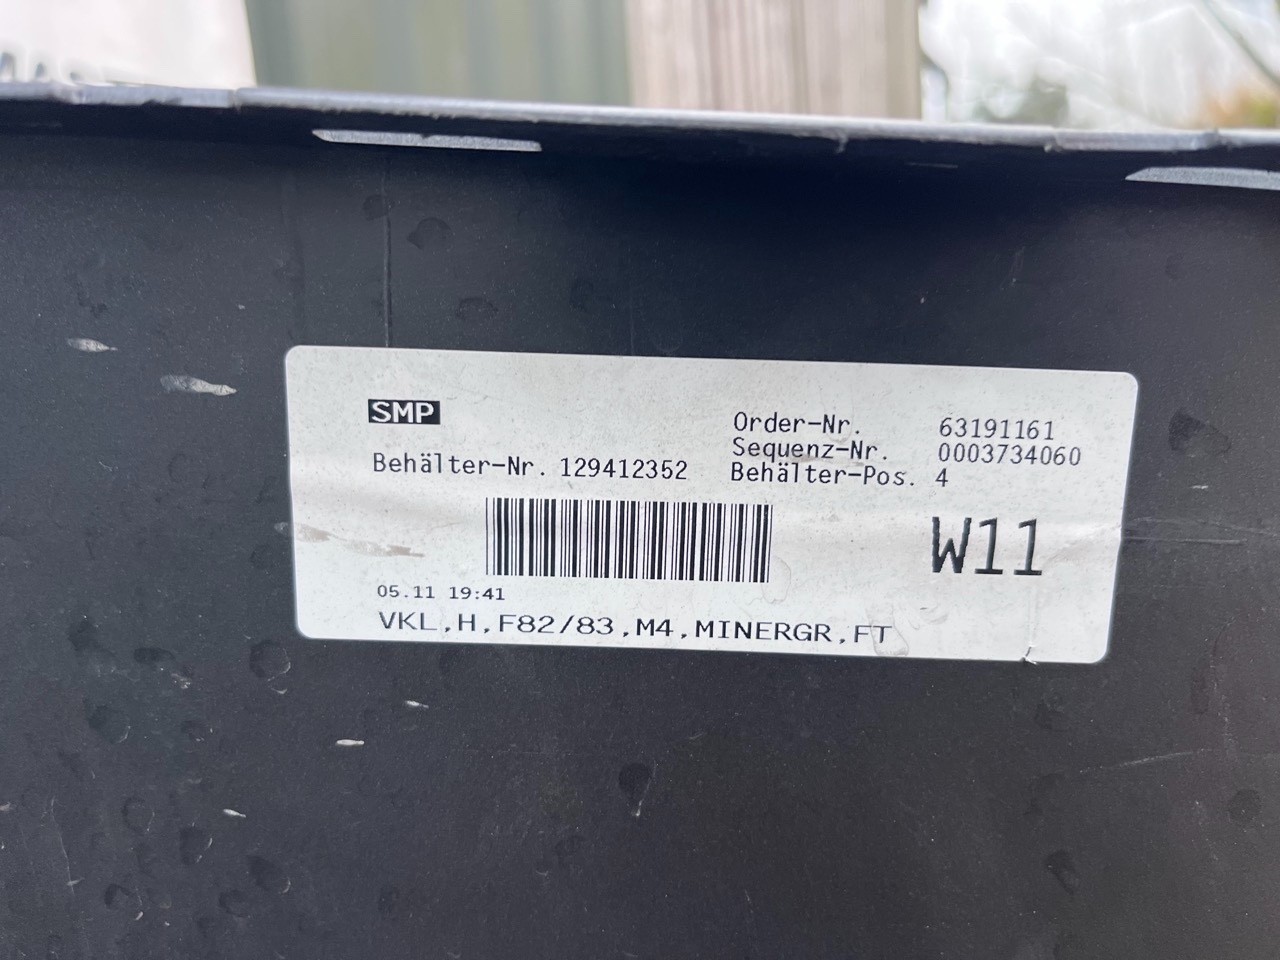 SMP
Order-Nr. 63191161
Sequenz-Nr. 0003734060
Behälter-Nr. 129412352
Behälter-Pos. 4
W11
05.11 19:41
VKL,H,F82/83,M4,MINERGR,FT